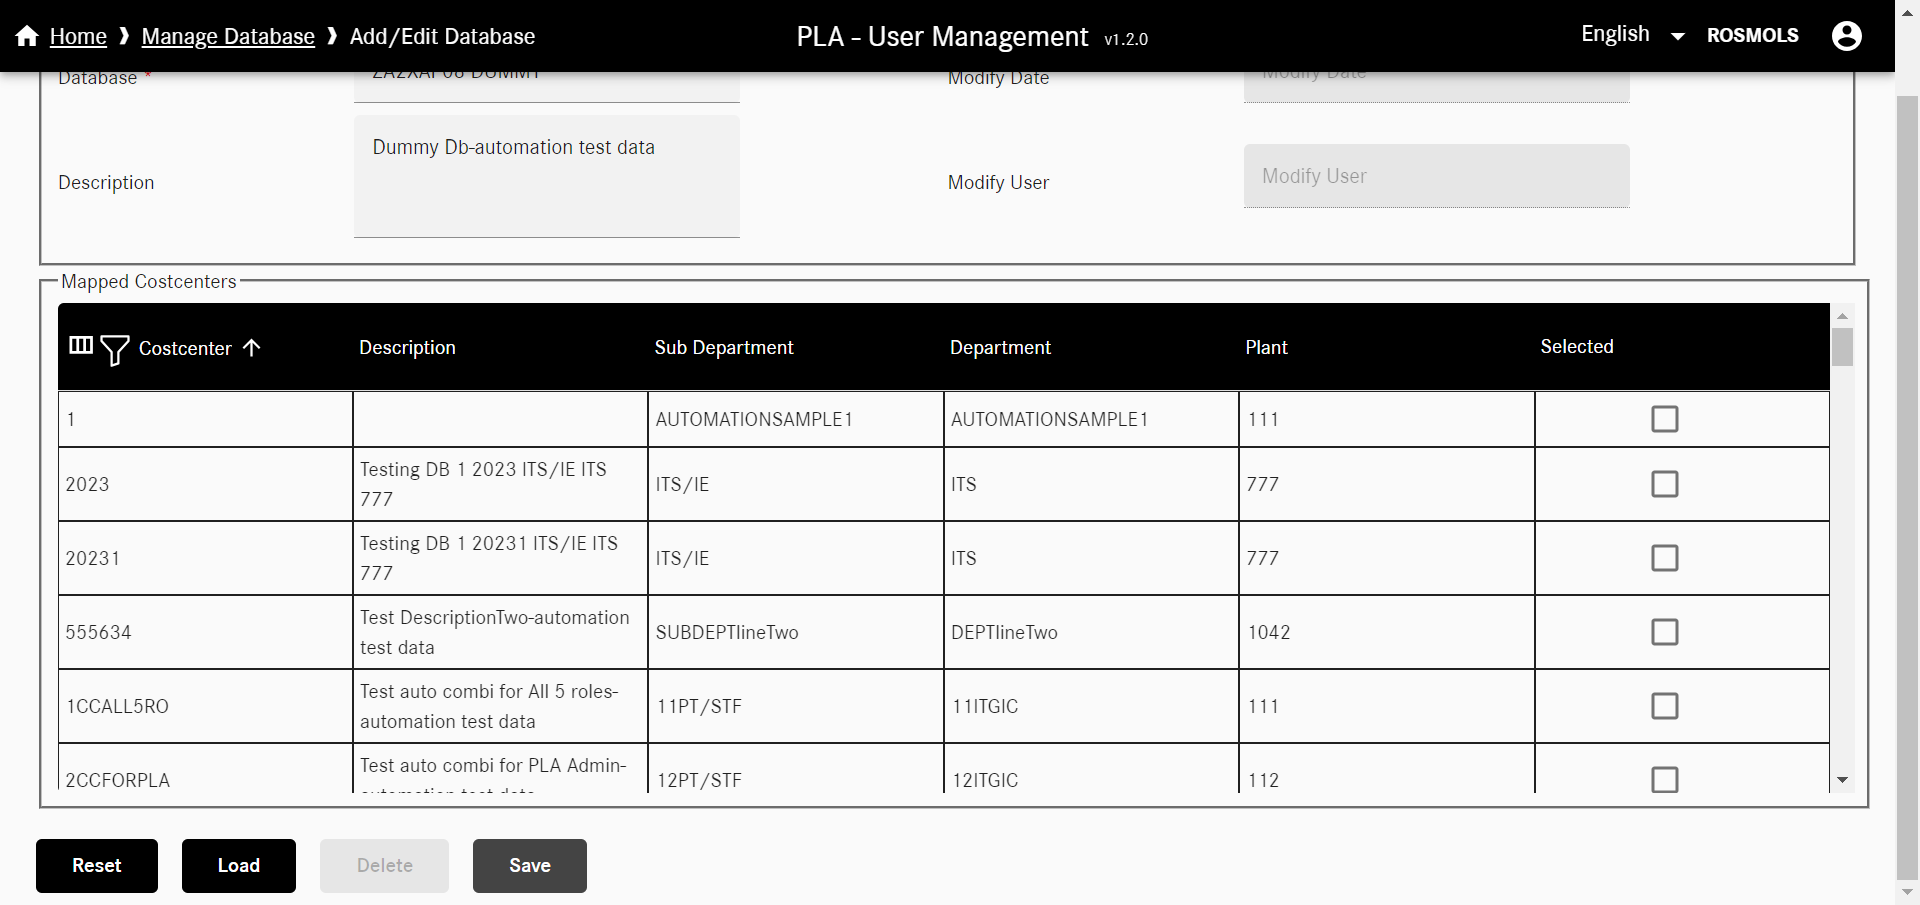 Home ❱ Manage Database ❱ Add/Edit Database
PLA - User Management v1.2.0
English
ROSMOLS
Database *
Modify Date
Description
Dummy Db-automation test data
Modify User
Modify User
Mapped Costcenters
Costcenter Description Sub Department Department Plant Selected
1 AUTOMATIONSAMPLE1 AUTOMATIONSAMPLE1 111
2023 Testing DB 1 2023 ITS/IE ITS 777 ITS/IE ITS 777
20231 Testing DB 1 20231 ITS/IE ITS 777 ITS/IE ITS 777
555634 Test DescriptionTwo-automation test data SUBDEPTlineTwo DEPTlineTwo 1042
1CCALL5RO Test auto combi for All 5 roles-automation test data 11PT/STF 11ITGIC 111
2CCFORPLA Test auto combi for PLA Admin- 12PT/STF 12ITGIC 112
Reset Load Delete Save